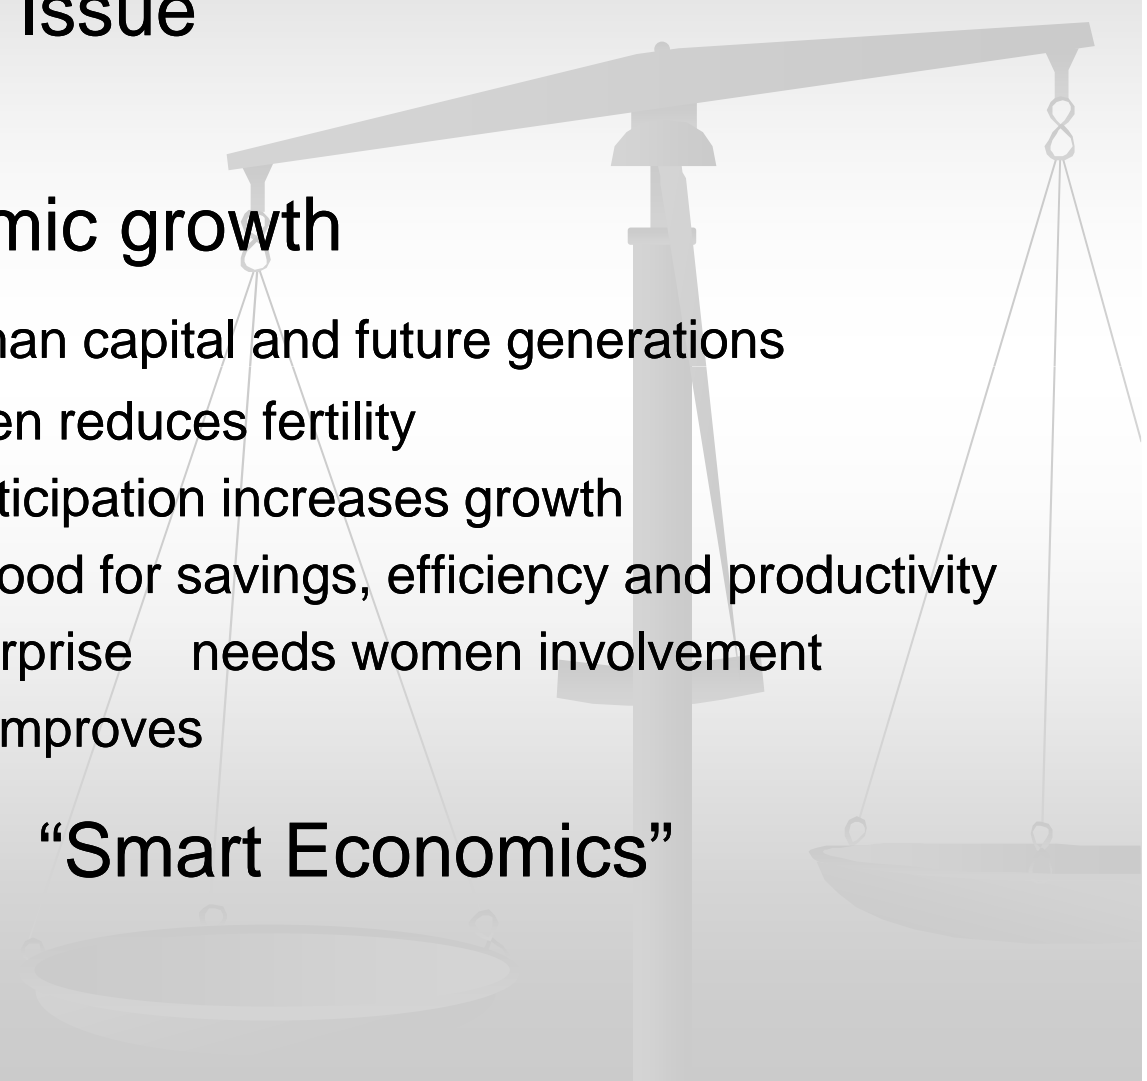 Issue
mic growth
nan capital and future generations
en reduces fertility
ticipation increases growth
ood for savings, efficiency and productivity
rprise needs women involvement
mproves
“Smart Economics”